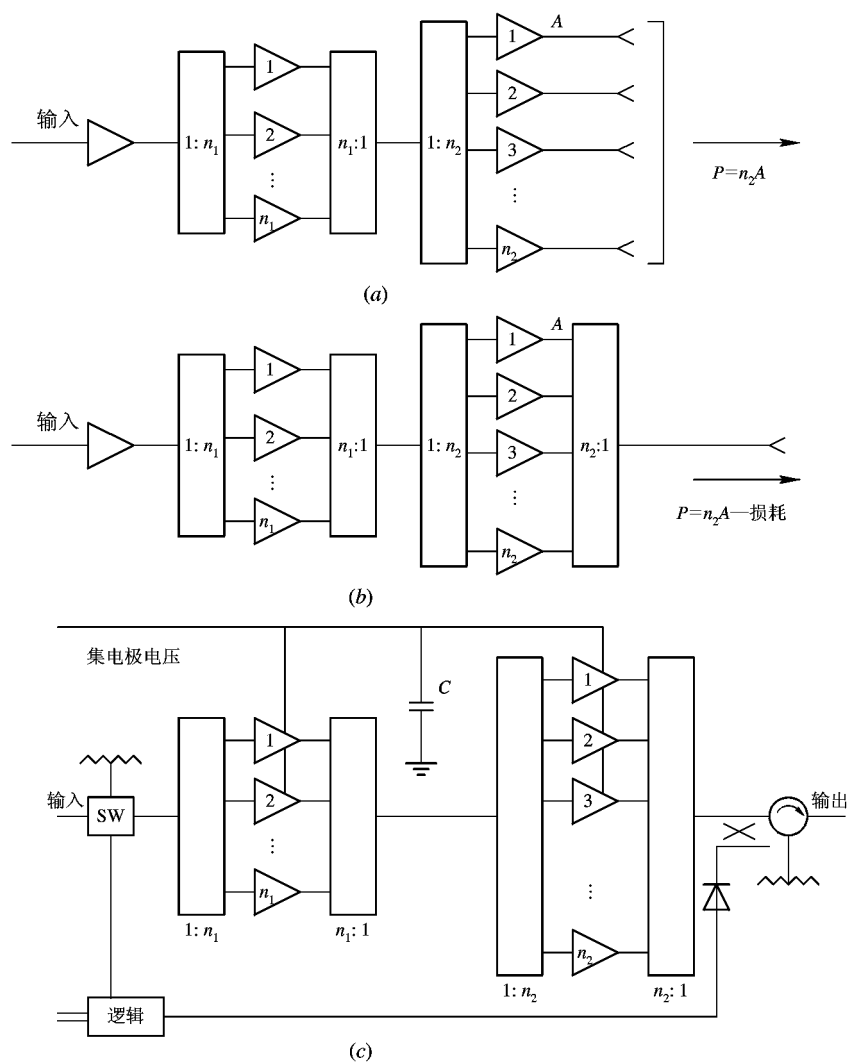 1
A
1
2
输入
2
1: n₁
n₁:1
1: n₂
3
P=n₂A
⋮
⋮
n₁
n₂
(a)
1
A
1
2
输入
2
1: n₁
n₁:1
1: n₂
3
n₂:1
⋮
⋮
P=n₂A—损耗
n₁
n₂
(b)
集电极电压
1
C
1
2
输入
2
3
输出
SW
⋮
⋮
n₁
1: n₁
n₁: 1
n₂
1: n₂
n₂: 1
逻辑
(c)